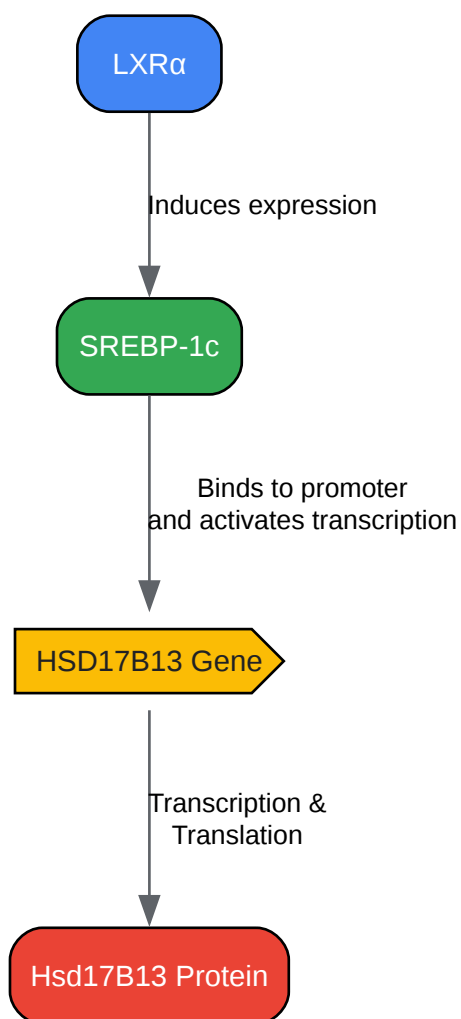 LXRα
Induces expression
SREBP-1c
Binds to promoter
and activates transcription
HSD17B13 Gene
Transcription &
Translation
Hsd17B13 Protein